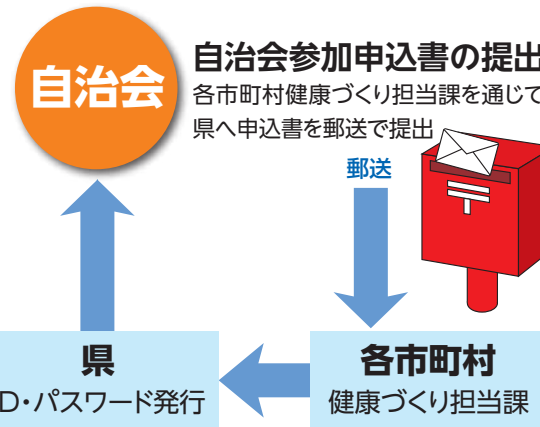 自治会
自治会参加申込書の提出
各市町村健康づくり担当課を通じて
県へ申込書を郵送で提出
郵送
県
D・パスワード発行
各市町村
健康づくり担当課